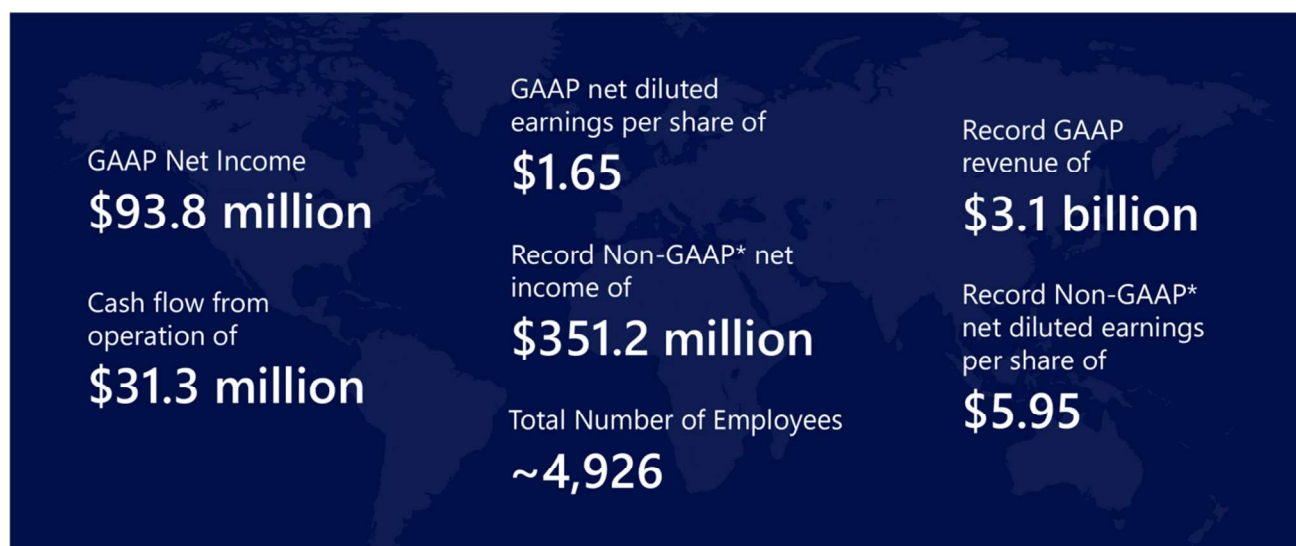 GAAP Net Income
$93.8 million
Cash flow from
operation of
$31.3 million
GAAP net diluted
earnings per share of
$1.65
Record Non-GAAP* net
income of
$351.2 million
Total Number of Employees
~4,926
Record GAAP
revenue of
$3.1 billion
Record Non-GAAP*
net diluted earnings
per share of
$5.95